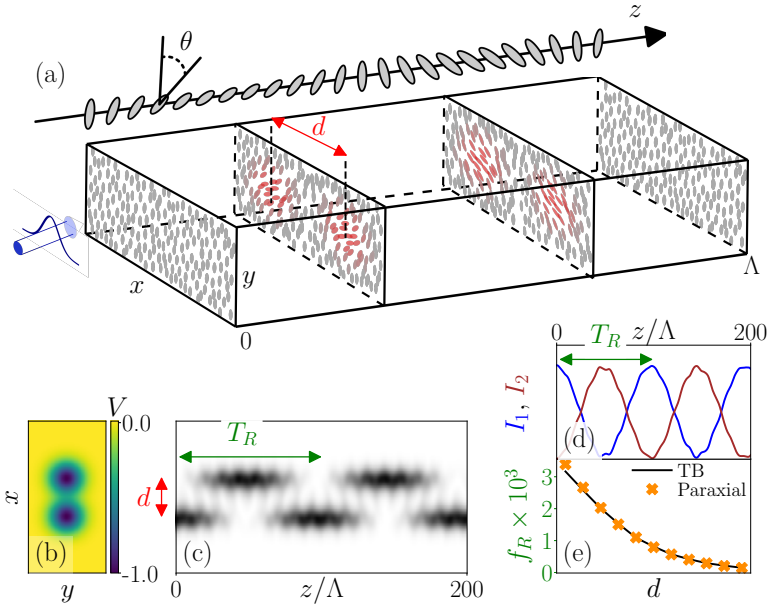 z
θ
(a)
d
x
y
0
Λ
0 z/Λ 200
T_R
I_1, I_2
(d)
V
0.0
x
(b)
-1.0
y
T_R
d
(c)
0 z/Λ 200
f_R × 10^3
3
2
1
0
TB
Paraxial
(e)
d